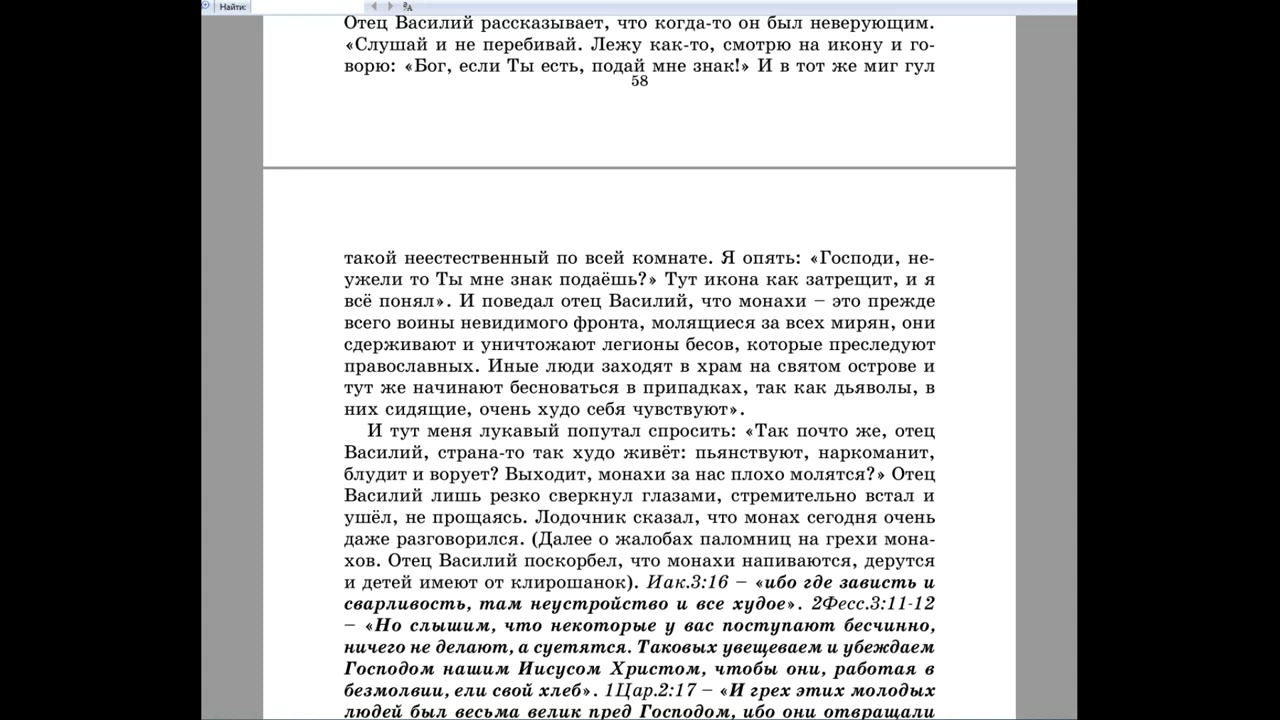 Найти:
Отец Василий рассказывает, что когда-то он был неверующим.
«Слушай и не перебивай. Лежу как-то, смотрю на икону и го-
ворю: «Бог, если Ты есть, подай мне знак!» И в тот же миг гул
58
такой неестественный по всей комнате. Я опять: «Господи, не-
ужели то Ты мне знак подаёшь?» Тут икона как затрещит, и я
всё понял». И поведал отец Василий, что монахи – это прежде
всего воины невидимого фронта, молящиеся за всех мирян, они
сдерживают и уничтожают легионы бесов, которые преследуют
православных. Иные люди заходят в храм на святом острове и
тут же начинают бесноваться в припадках, так как дьяволы, в
них сидящие, очень худо себя чувствуют».
И тут меня лукавый попутал спросить: «Так почто же, отец
Василий, страна-то так худо живёт: пьянствуют, наркоманит,
блудит и ворует? Выходит, монахи за нас плохо молятся?» Отец
Василий лишь резко сверкнул глазами, стремительно встал и
ушёл, не прощаясь. Лодочник сказал, что монах сегодня очень
даже разговорился. (Далее о жалобах паломниц на грехи мона-
хов. Отец Василий поскорбел, что монахи напиваются, дерутся
и детей имеют от клирошанок). Иак.3:16 – «ибо где зависть и
сварливость, там неустройство и все худое». 2Фесс.3:11-12
– «Но слышим, что некоторые у вас поступают бесчинно,
ничего не делают, а суетятся. Таковых увещеваем и убеждаем
Господом нашим Иисусом Христом, чтобы они, работая в
безмолвии, ели свой хлеб». 1Цар.2:17 – «И грех этих молодых
людей был весьма велик пред Господом, ибо они отвращали